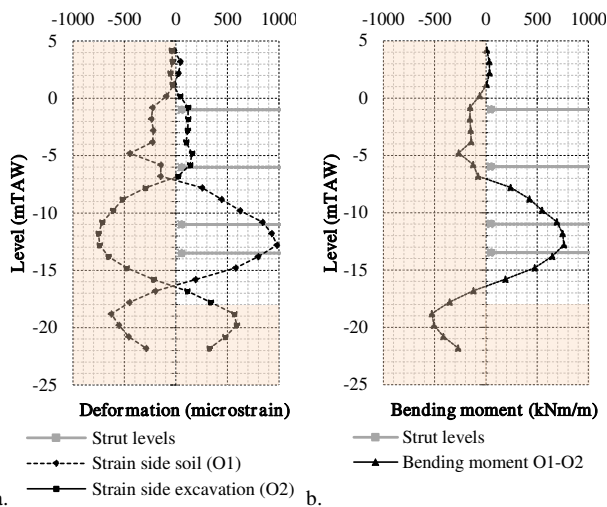 -1000 -500 0 500 1000
5
0
-5
-10
-15
-20
-25
Level (mTAW)
Deformation (microstrain)
Strut levels
Strain side soil (O1)
Strain side excavation (O2)
a.
-1000 -500 0 500 1000
5
0
-5
-10
-15
-20
-25
Level (mTAW)
Bending moment (kNm/m)
Strut levels
Bending moment O1-O2
b.